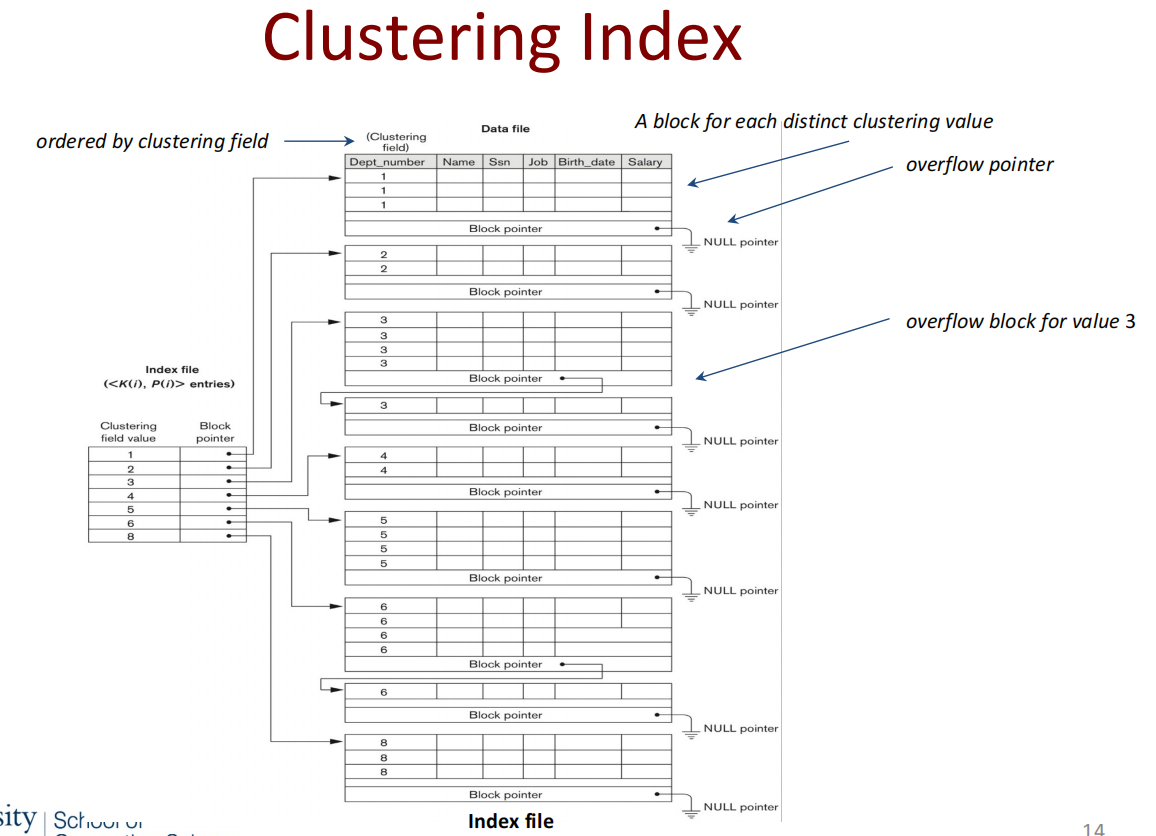 Clustering Index
ordered by clustering field
(Clustering
field)
Data file
A block for each distinct clustering value
overflow pointer
Dept_number Name Ssn Job Birth_date Salary
1
1
1
Block pointer
NULL pointer
2
2
Block pointer
NULL pointer
3
3
3
3
Block pointer
overflow block for value 3
3
Block pointer
NULL pointer
4
4
Block pointer
NULL pointer
5
5
5
5
Block pointer
NULL pointer
6
6
6
6
Block pointer
6
Block pointer
NULL pointer
8
8
8
Block pointer
NULL pointer
Index file
(<K(i), P(i)> entries)
Clustering
field value
Block
pointer
1
2
3
4
5
6
8
Index file
14